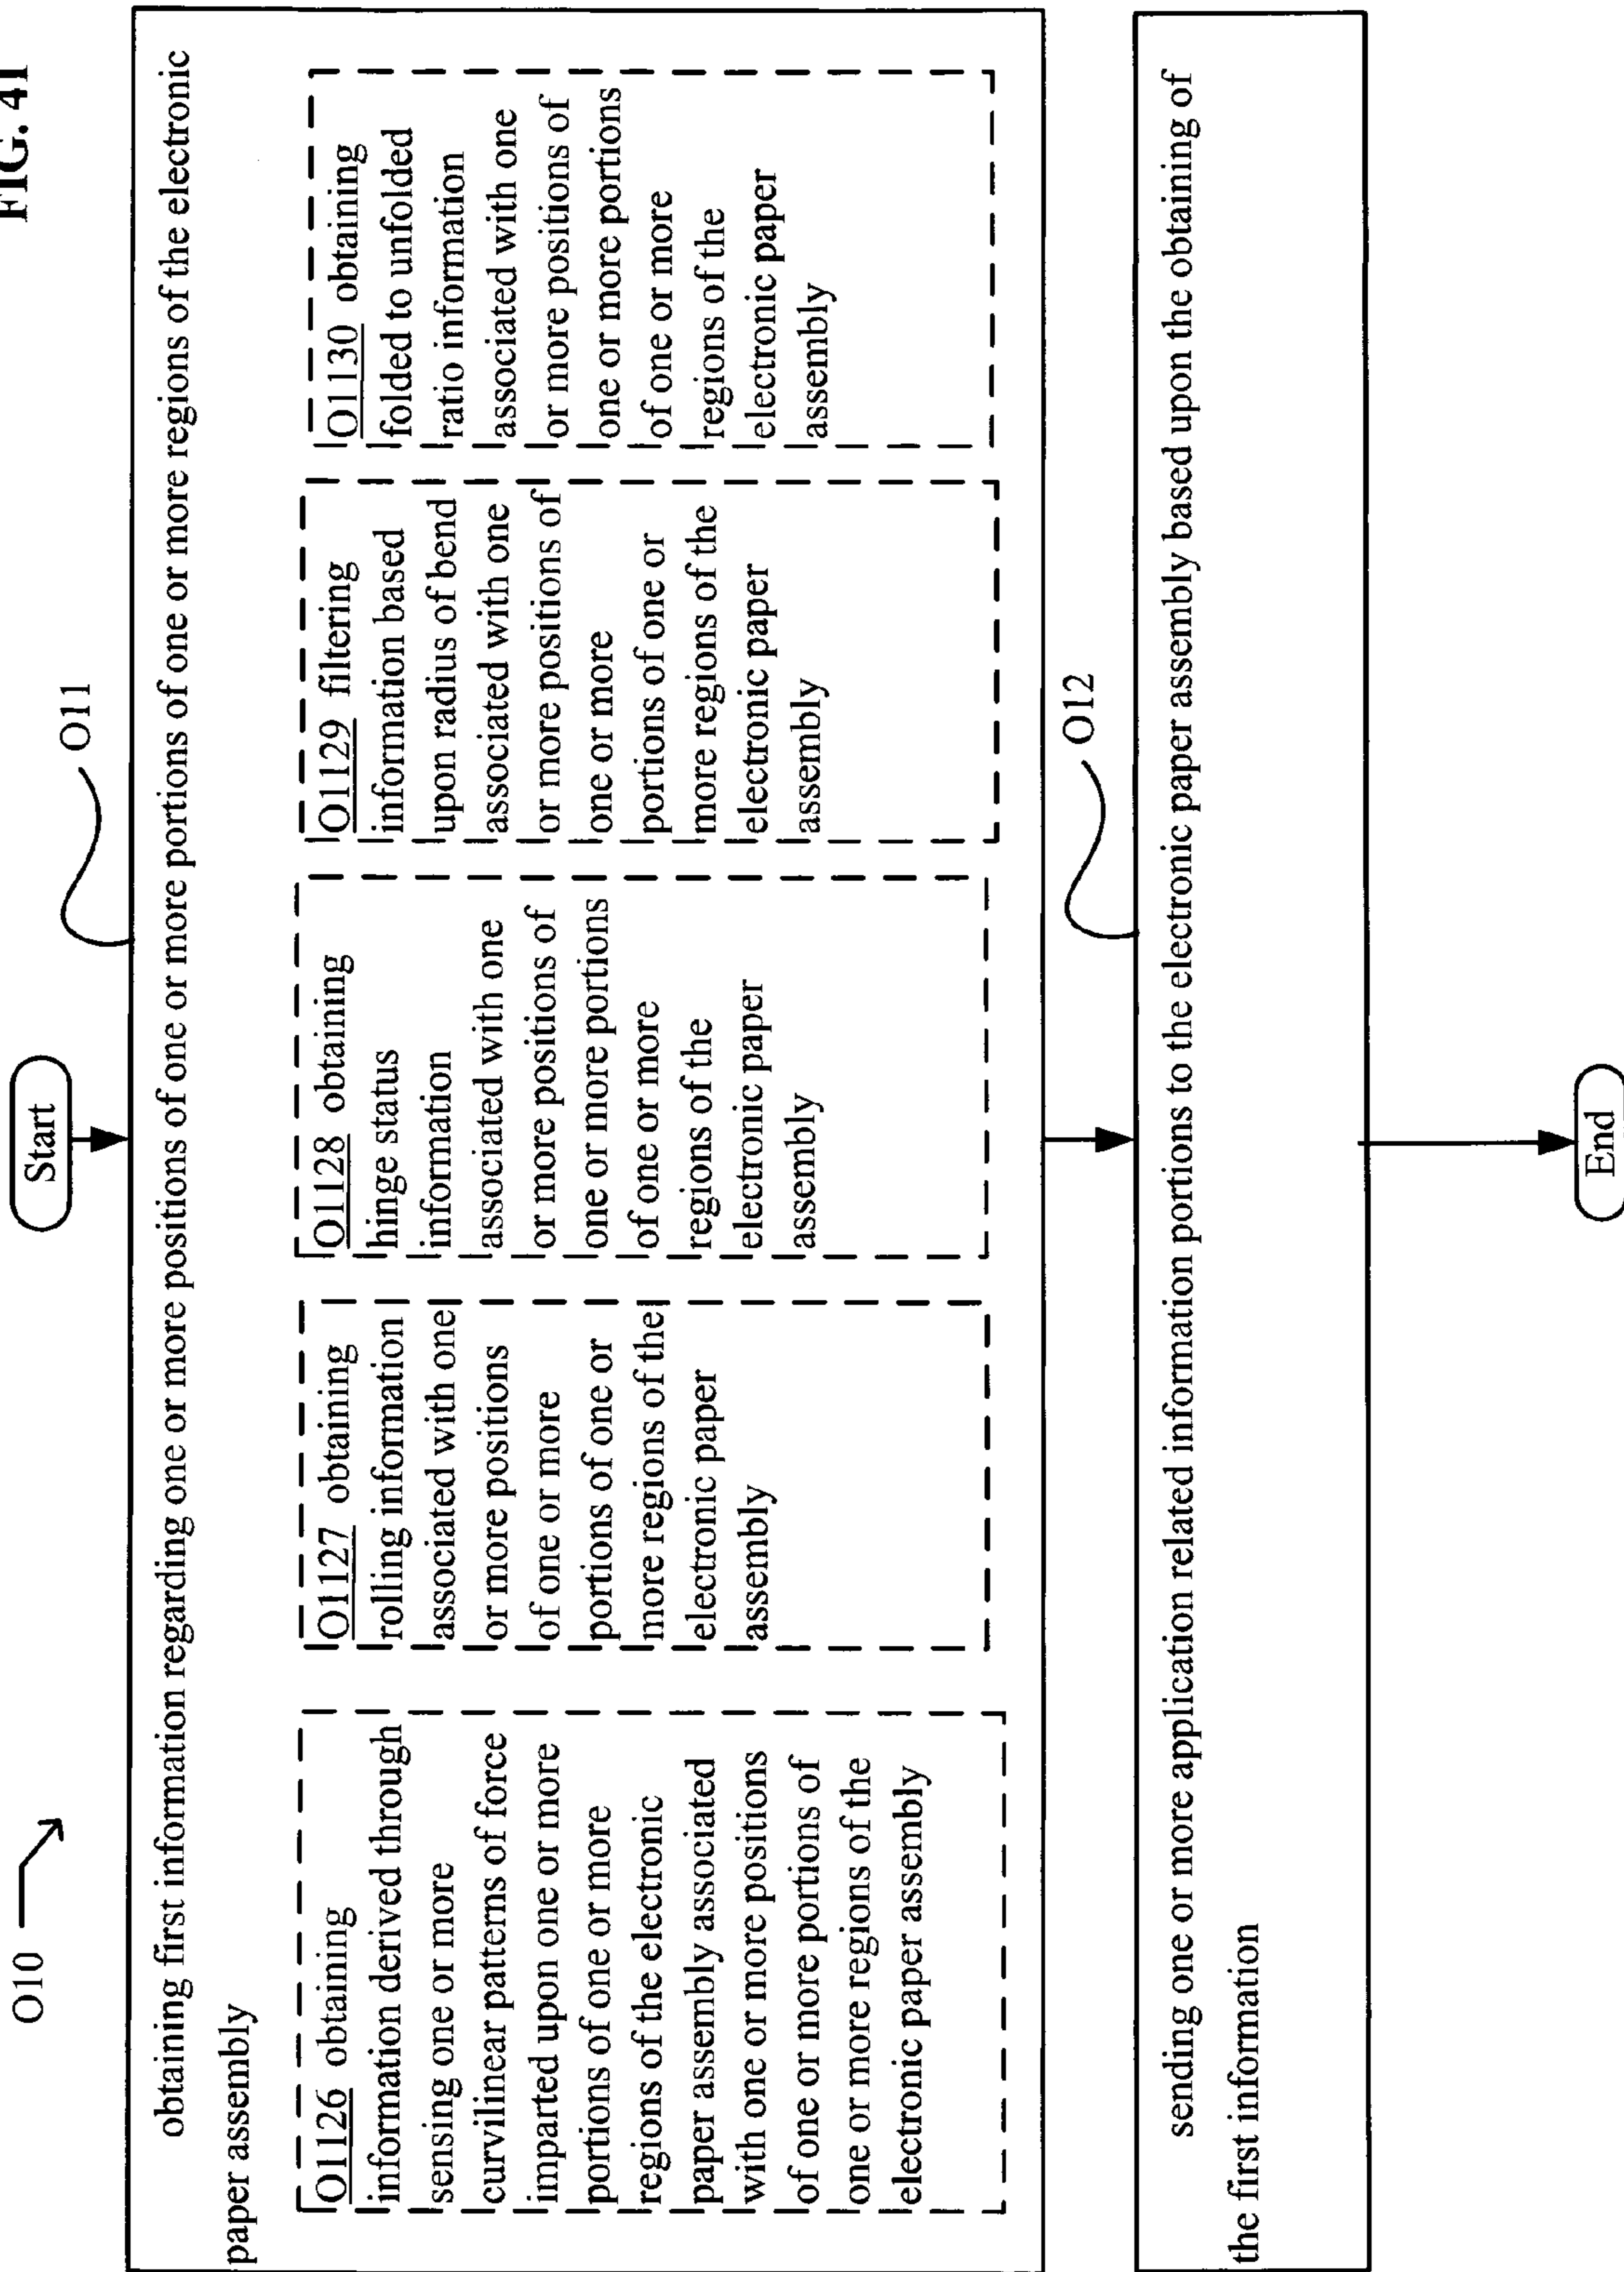 FIG. 41
O10
Start
O11
obtaining first information regarding one or more positions of one or more portions of one or more regions of the electronic
paper assembly
O1126 obtaining
information derived through
sensing one or more
curvilinear patterns of force
imparted upon one or more
portions of one or more
regions of the electronic
paper assembly associated
with one or more positions
of one or more portions of
one or more regions of the
electronic paper assembly
O1127 obtaining
rolling information
associated with one
or more positions
of one or more
portions of one or
more regions of the
electronic paper
assembly
O1128 obtaining
hinge status
information
associated with one
or more positions of
one or more portions
of one or more
regions of the
electronic paper
assembly
O1129 filtering
information based
upon radius of bend
associated with one
or more positions of
one or more
portions of one or
more regions of the
electronic paper
assembly
O1130 obtaining
folded to unfolded
ratio information
associated with one
or more positions of
one or more portions
of one or more
regions of the
electronic paper
assembly
O12
sending one or more application related information portions to the electronic paper assembly based upon the obtaining of
the first information
End